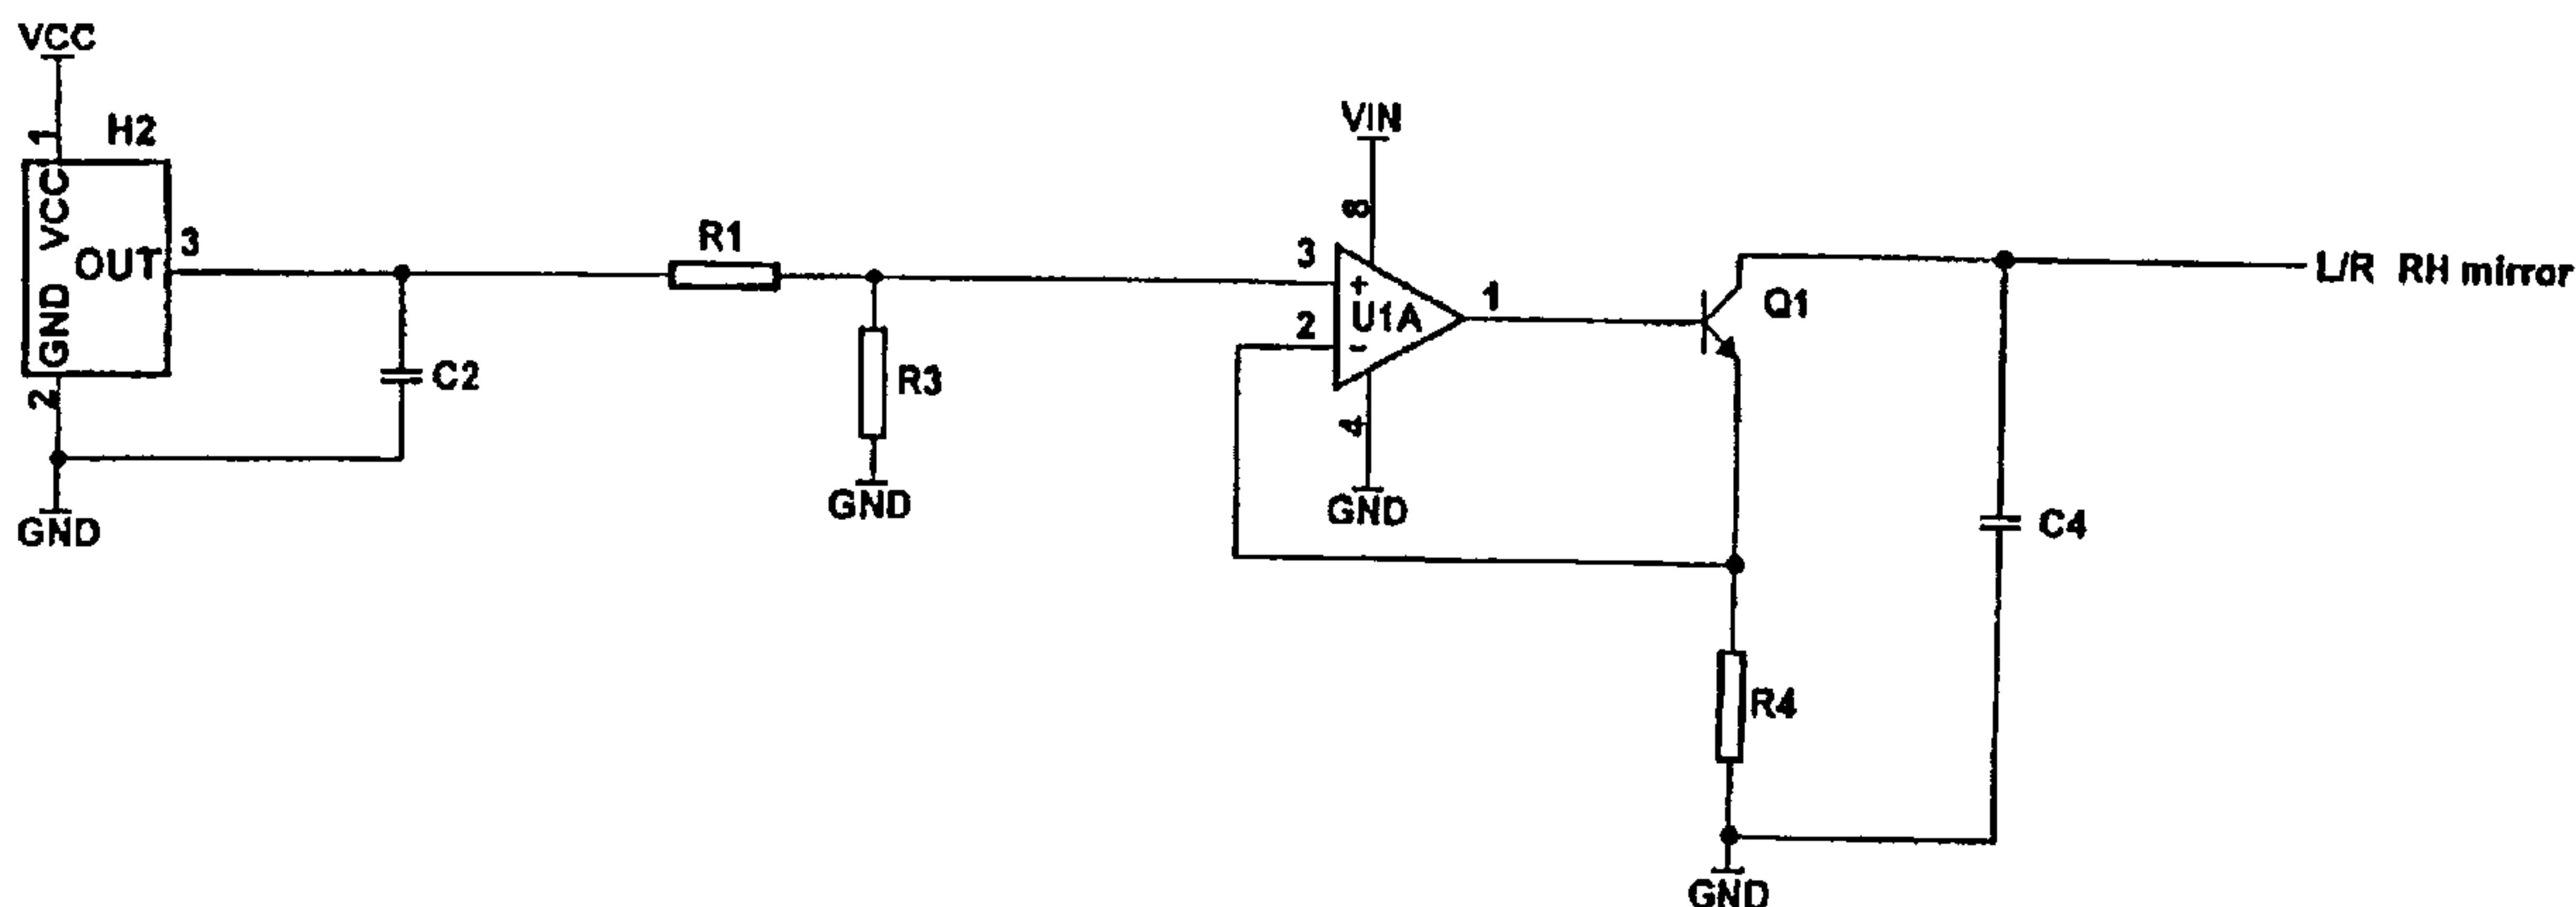 VCC
1
H2
VCC
OUT
3
GND
2
C2
GND
R1
R3
GND
VIN
8
3
+
U1A
2
-
1
4
GND
Q1
L/R RH mirror
C4
R4
GND